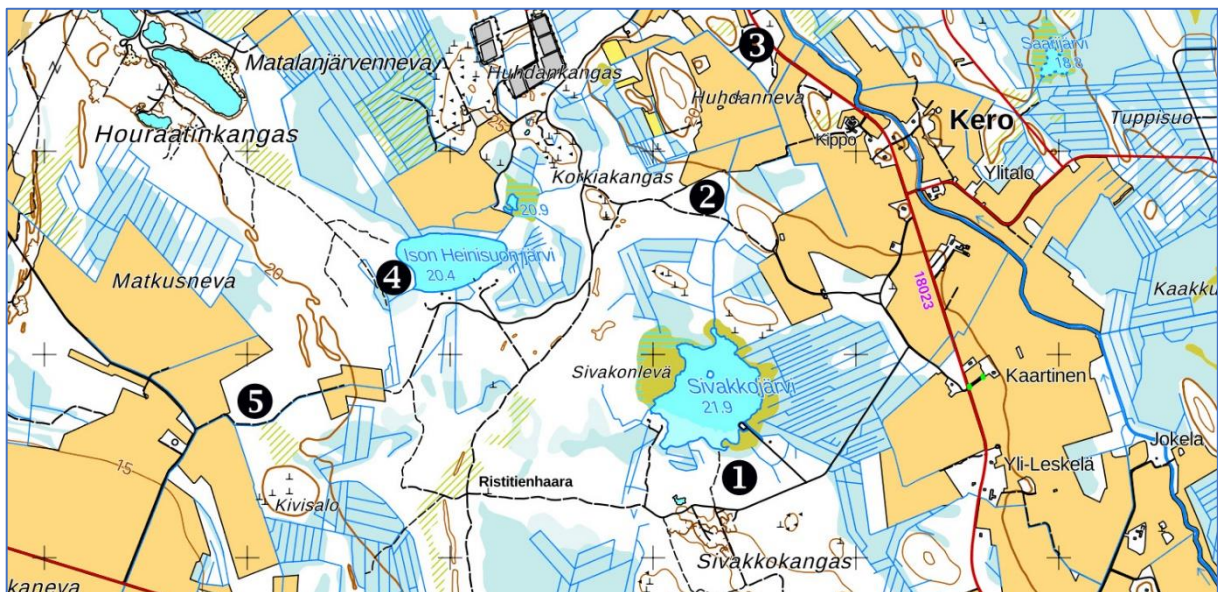 3
Saarijärvi
18.8
Matalanjärvenneva
Huhdankangas
Huhdanneva
Houraatinkangas
25
20
Kippo
Kero
Tuppisuo
Ylitalo
Korkiakangas
2
20.9
Ison Heinisuonjärvi
20.4
4
Matkusneva
20
18023
Kaakku
Sivakonlevä
Sivakkojärvi
21.9
Kaartinen
5
Jokela
Yli-Leskelä
1
15
Kivisalo
Ristitienhaara
Sivakkokangas
kaneva